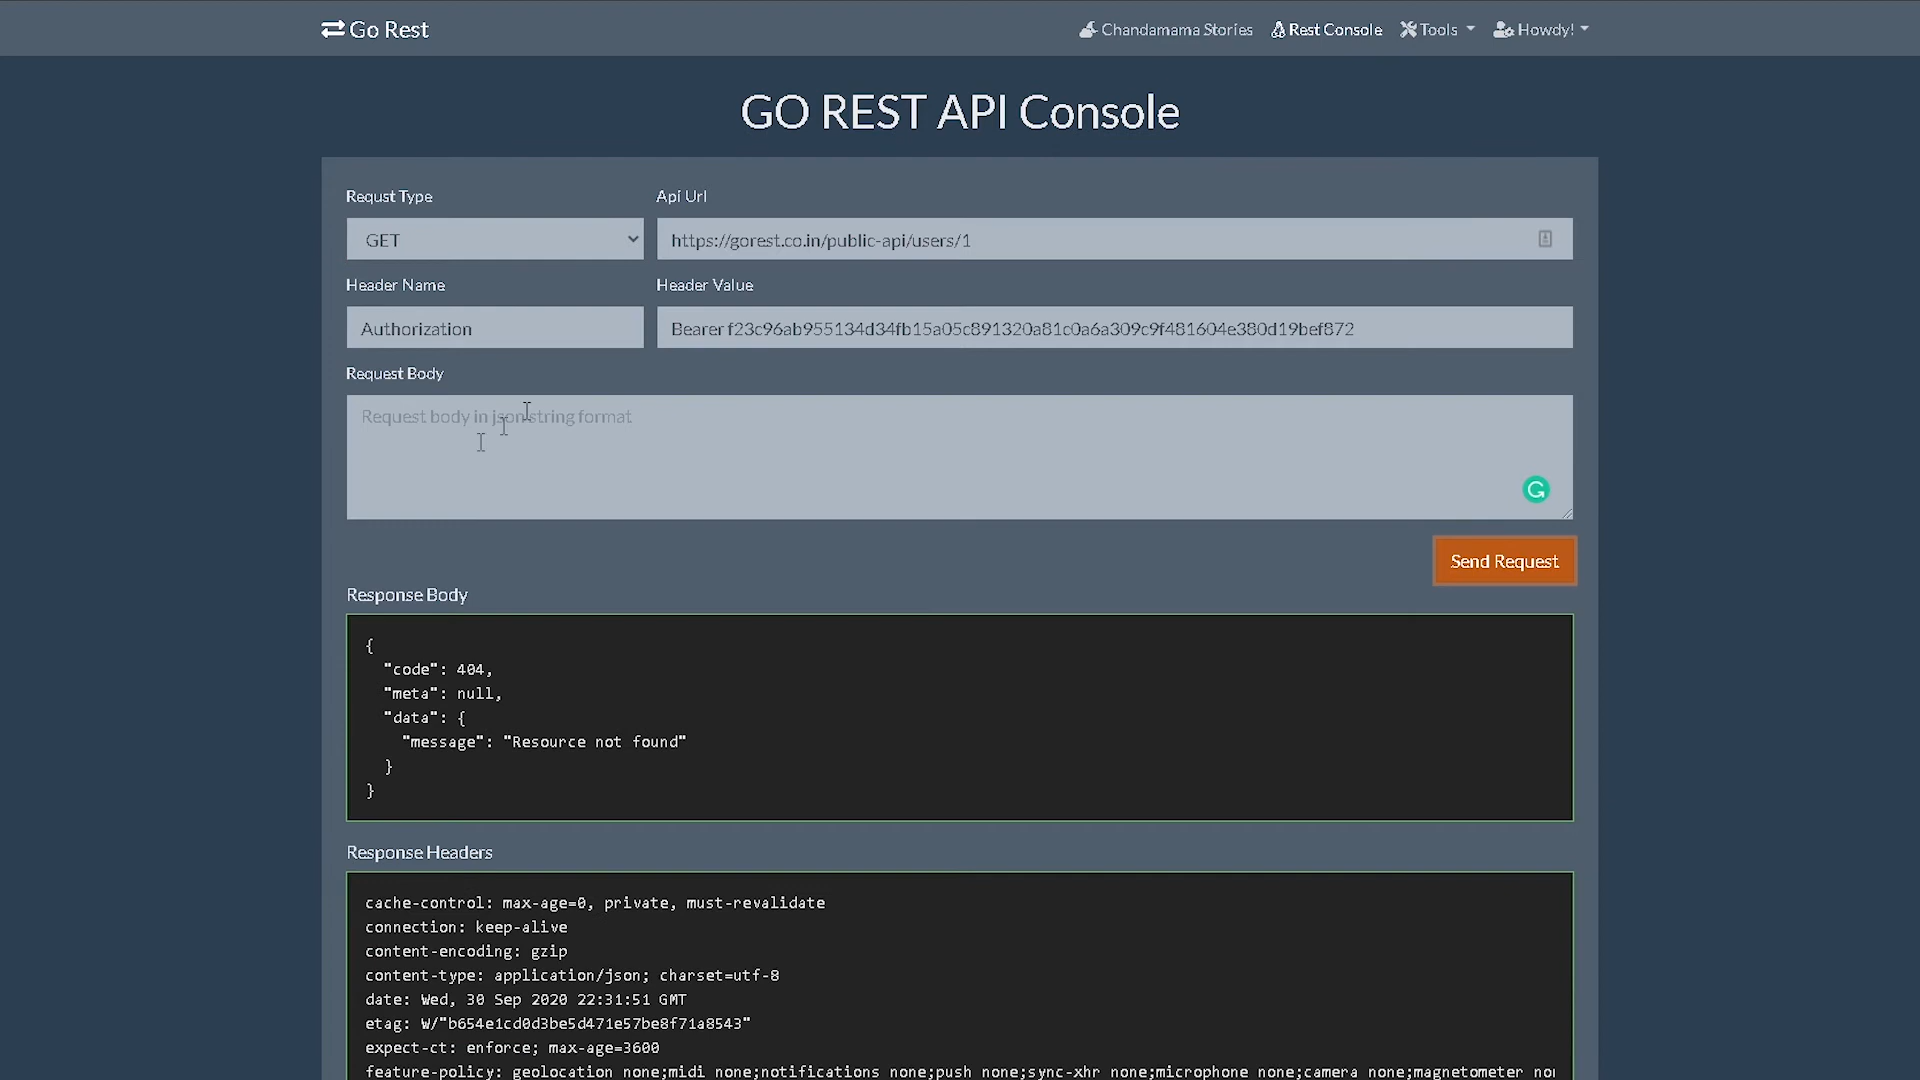 Go Rest
Chandamama Stories
Rest Console
Tools
Howdy!
GO REST API Console
Requst Type
Api Url
GET
https://gorest.co.in/public-api/users/1
Header Name
Header Value
Authorization
Bearer f23c96ab955134d34fb15a05c891320a81c0a6a309c9f481604e380d19bef872
Request Body
Request body in json string format
Send Request
Response Body
{
"code": 404,
"meta": null,
"data": {
"message": "Resource not found"
}
}
Response Headers
cache-control: max-age=0, private, must-revalidate
connection: keep-alive
content-encoding: gzip
content-type: application/json; charset=utf-8
date: Wed, 30 Sep 2020 22:31:51 GMT
etag: W/"b654e1cd0d3be5d471e57be8f71a8543"
expect-ct: enforce; max-age=3600
feature-policy: geolocation none;midi none;notifications none;push none;sync-xhr none;microphone none;camera none;magnetometer